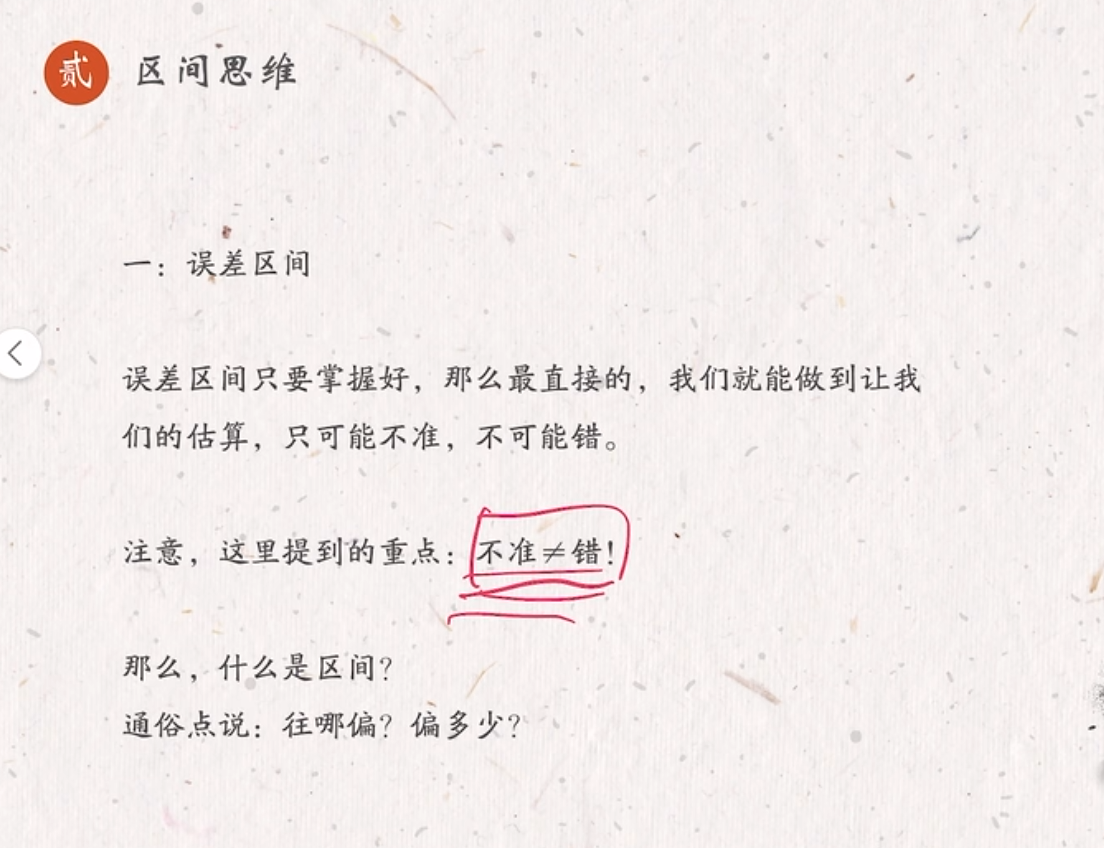 贰 区间思维
一：误差区间
误差区间只要掌握好，那么最直接的，我们就能做到让我
们的估算，只可能不准，不可能错。
注意，这里提到的重点：不准≠错！
那么，什么是区间？
通俗点说：往哪偏？偏多少？